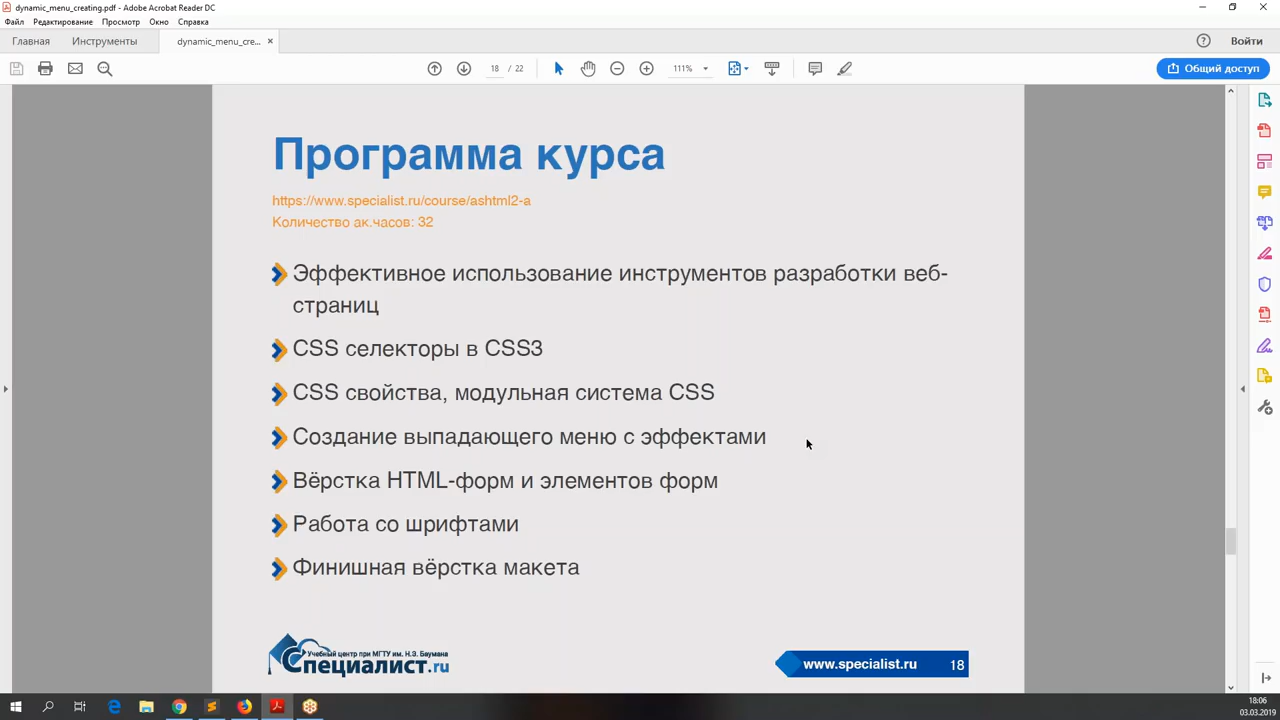 dynamic_menu_creating.pdf - Adobe Acrobat Reader DC
Файл Редактирование Просмотр Окно Справка
Главная Инструменты dynamic_menu_cre... Войти
18 / 22 111% Общий доступ
Программа курса
https://www.specialist.ru/course/ashtml2-a
Количество ак.часов: 32
Эффективное использование инструментов разработки веб-
страниц
CSS селекторы в CSS3
CSS свойства, модульная система CSS
Создание выпадающего меню с эффектами
Вёрстка HTML-форм и элементов форм
Работа со шрифтами
Финишная вёрстка макета
Учебный центр при МГТУ им. Н.Э. Баумана
Специалист.ru
www.specialist.ru 18
18:06
03.03.2019